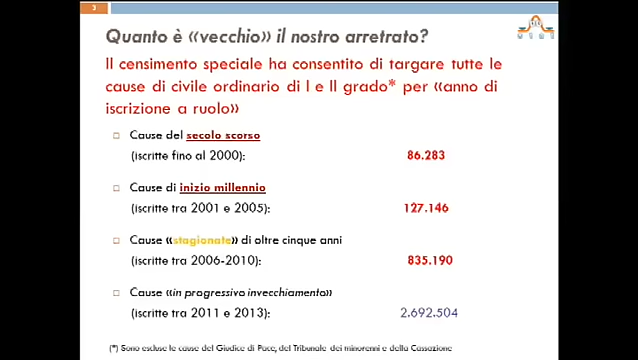 3
Quanto è «vecchio» il nostro arretrato?
Il censimento speciale ha consentito di targare tutte le
cause di civile ordinario di I e II grado* per «anno di
iscrizione a ruolo»
Cause del secolo scorso
(iscritte fino al 2000): 86.283
Cause di inizio millennio
(iscritte tra 2001 e 2005): 127.146
Cause «stagionate» di oltre cinque anni
(iscritte tra 2006-2010): 835.190
Cause «in progressivo invecchiamento»
(iscritte tra 2011 e 2013): 2.692.504
(*) Sono escluse le cause del Giudice di Pace, del Tribunale dei minorenni e della Cassazione